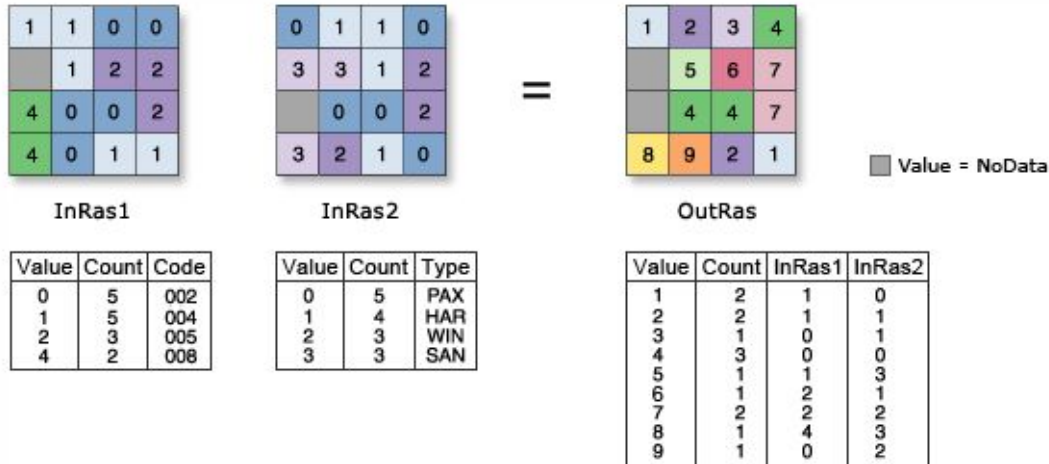 1 1 0 0 0 1 1 0 1 2 3 4
1 2 2 3 3 1 2 = 5 6 7
4 0 0 2 0 0 2 4 4 7
4 0 1 1 3 2 1 0 8 9 2 1
Value = NoData
InRas1 InRas2 OutRas
Value Count Code Value Count Type Value Count InRas1 InRas2
0 5 002 0 5 PAX 1 2 1 0
1 5 004 1 4 HAR 2 2 1 1
2 3 005 2 3 WIN 3 1 0 1
4 2 008 3 3 SAN 4 3 0 0
5 1 1 3
6 1 2 1
7 2 2 2
8 1 4 3
9 1 0 2